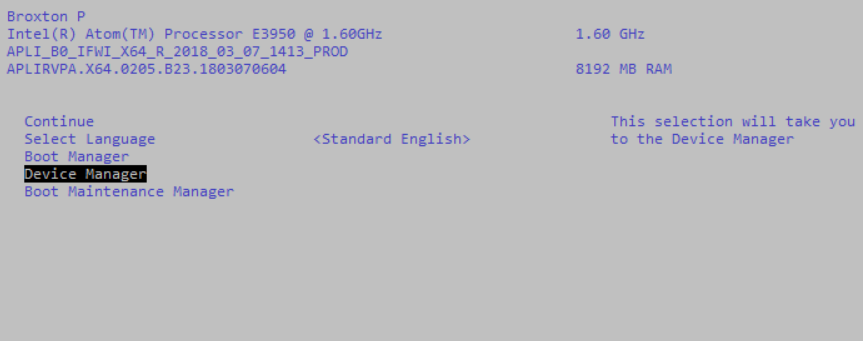 Broxton P
Intel(R) Atom(TM) Processor E3950 @ 1.60GHz 1.60 GHz
APLI_B0_IFWI_X64_R_2018_03_07_1413_PROD
APLIRVPA.X64.0205.B23.1803070604 8192 MB RAM
Continue This selection will take you
Select Language <Standard English> to the Device Manager
Boot Manager
Device Manager
Boot Maintenance Manager